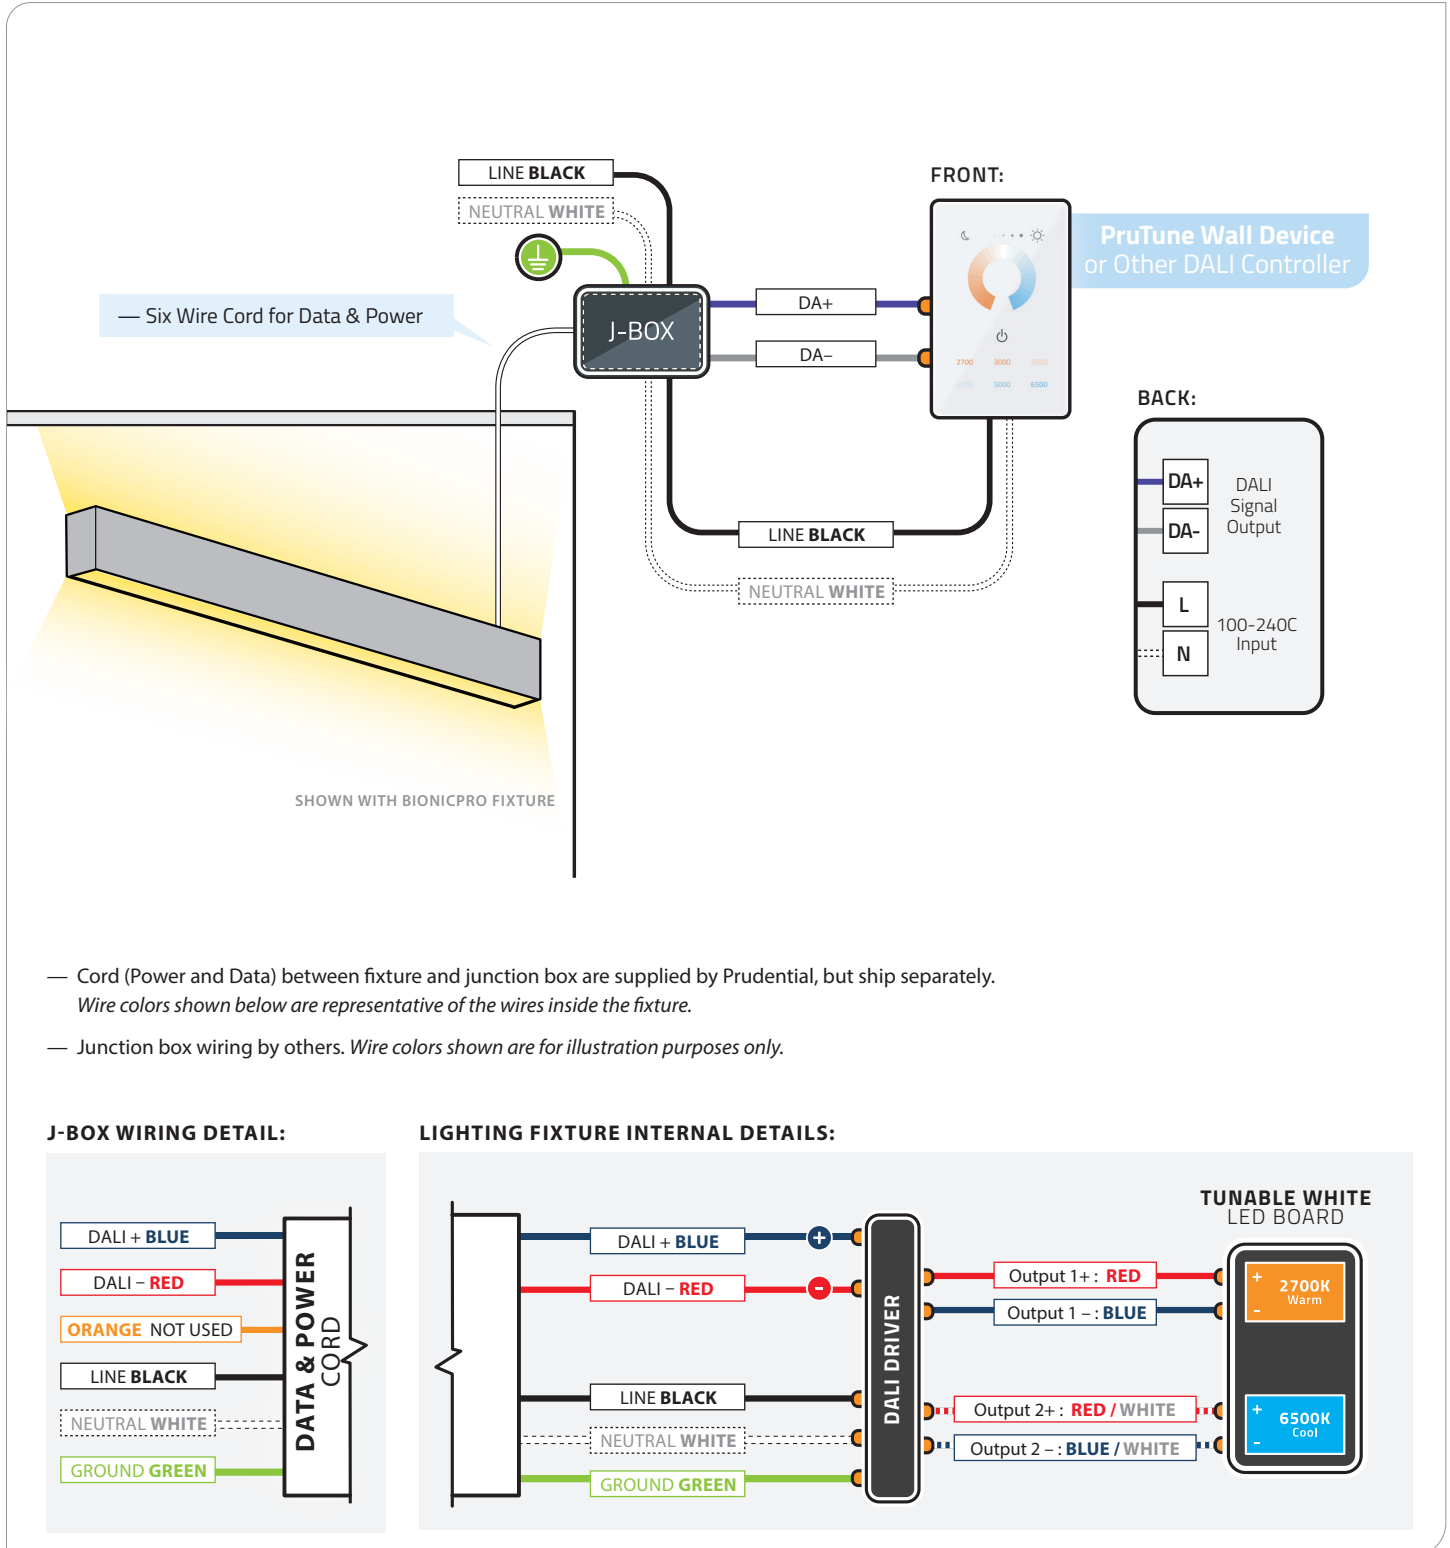 LINE BLACK
NEUTRAL WHITE
FRONT:
PruTune Wall Device
or Other DALI Controller
— Six Wire Cord for Data & Power
J-BOX
DA+
DA–
2700 3000
5000 6500
LINE BLACK
NEUTRAL WHITE
BACK:
DA+
DA-
DALI
Signal
Output
L
N
100-240C
Input
SHOWN WITH BIONICPRO FIXTURE
— Cord (Power and Data) between fixture and junction box are supplied by Prudential, but ship separately.
Wire colors shown below are representative of the wires inside the fixture.
— Junction box wiring by others. Wire colors shown are for illustration purposes only.
J-BOX WIRING DETAIL:
DALI + BLUE
DALI – RED
ORANGE NOT USED
LINE BLACK
NEUTRAL WHITE
GROUND GREEN
DATA & POWER
CORD
LIGHTING FIXTURE INTERNAL DETAILS:
DALI + BLUE
+
DALI – RED
-
LINE BLACK
NEUTRAL WHITE
GROUND GREEN
DALI DRIVER
Output 1+ : RED
Output 1 – : BLUE
Output 2+ : RED / WHITE
Output 2 – : BLUE / WHITE
TUNABLE WHITE
LED BOARD
+
2700K
Warm
-
+
6500K
Cool
-